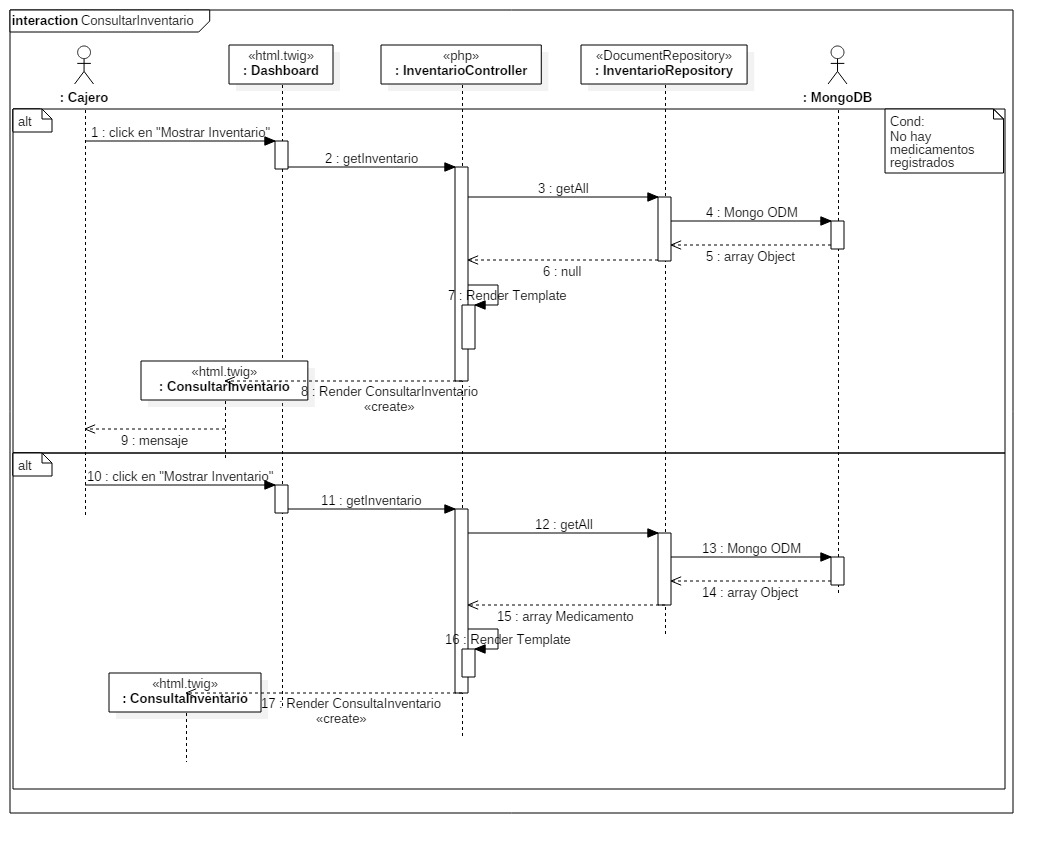 interaction ConsultarInventario
«html.twig»
: Dashboard
«php»
: InventarioController
«DocumentRepository»
: InventarioRepository
: Cajero
: MongoDB
alt
Cond:
No hay
medicamentos
registrados
1 : click en "Mostrar Inventario"
2 : getInventario
3 : getAll
4 : Mongo ODM
5 : array Object
6 : null
7 : Render Template
«html.twig»
: ConsultarInventario
8 : Render ConsultarInventario
«create»
9 : mensaje
alt
10 : click en "Mostrar Inventario"
11 : getInventario
12 : getAll
13 : Mongo ODM
14 : array Object
15 : array Medicamento
16 : Render Template
«html.twig»
: ConsultaInventario
17 : Render ConsultaInventario
«create»